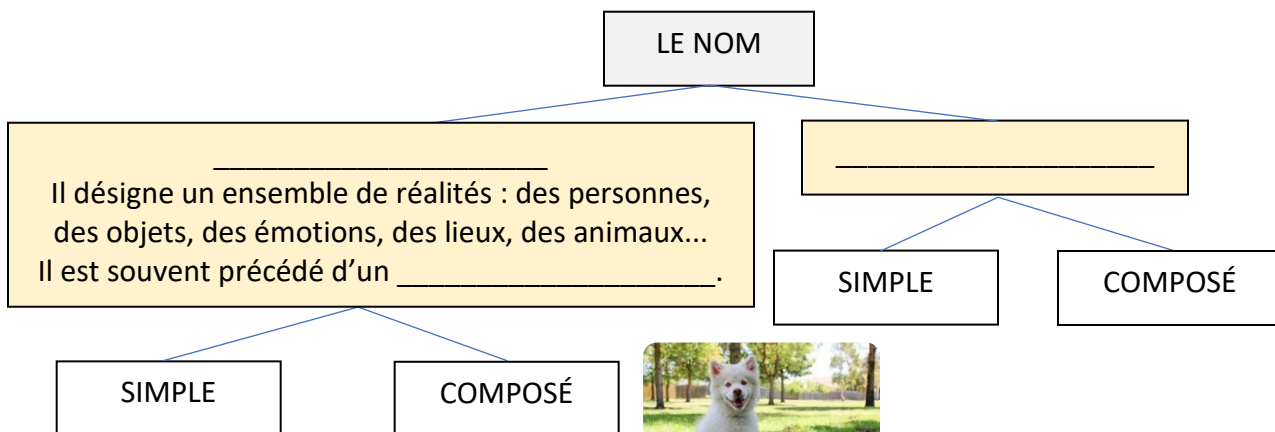 LE NOM
_____________________
Il désigne un ensemble de réalités : des personnes,
des objets, des émotions, des lieux, des animaux...
Il est souvent précédé d’un ____________________.
____________________
SIMPLE
COMPOSÉ
SIMPLE
COMPOSÉ